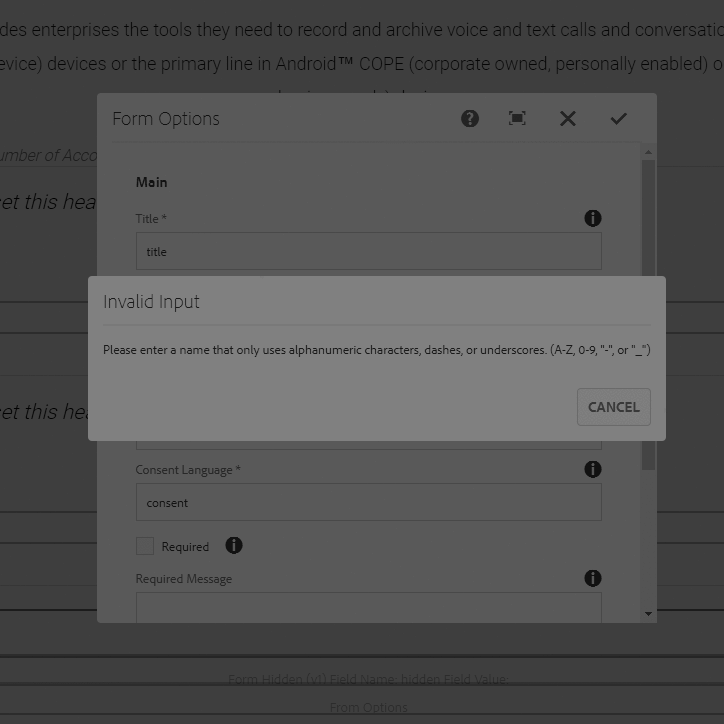 des enterprises the tools they need to record and archive voice and text calls and conversatio
evice) devices or the primary line in Android™ COPE (corporate owned, personally enabled) o
Form Options
umber of Acco
Main
et this hea
Title *
title
Invalid Input
Please enter a name that only uses alphanumeric characters, dashes, or underscores. (A-Z, 0-9, "-", or "_")
CANCEL
et this hea
Consent Language *
consent
Required
Required Message
Form Hidden (v1) Field Name: hidden Field Value:
From Options